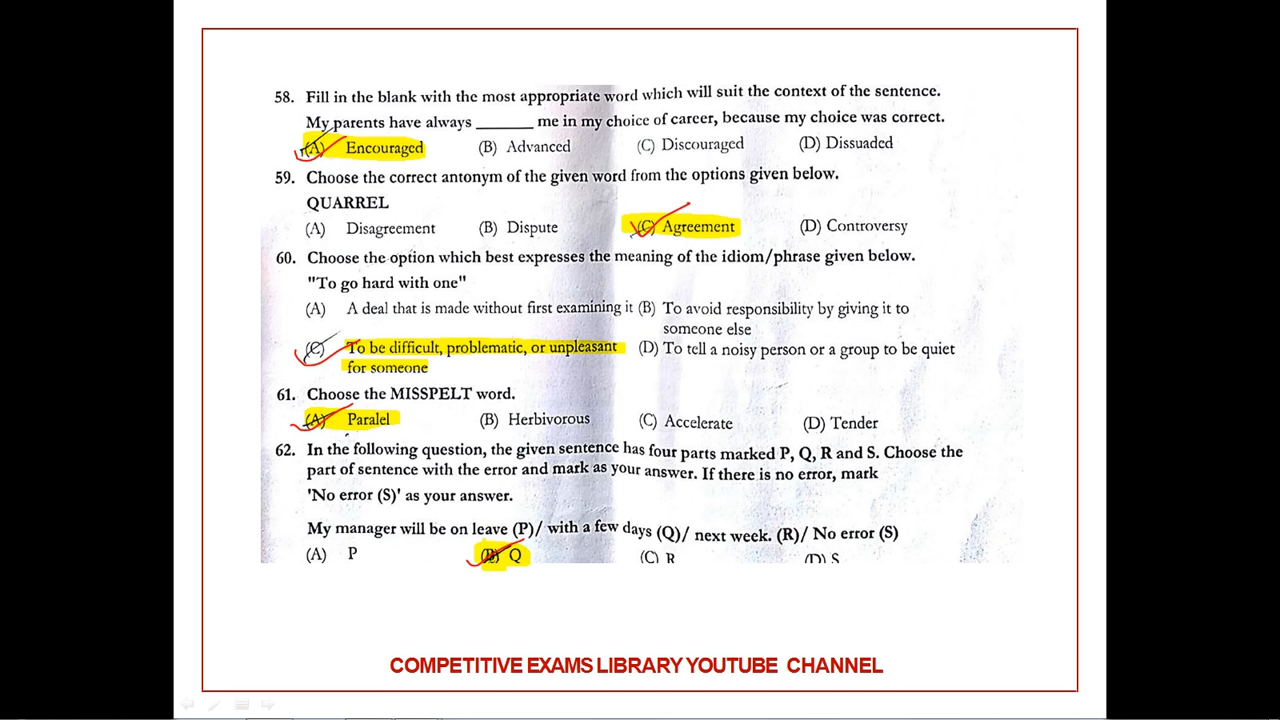 58. Fill in the blank with the most appropriate word which will suit the context of the sentence.
My parents have always ______ me in my choice of career, because my choice was correct.
(A) Encouraged (B) Advanced (C) Discouraged (D) Dissuaded
59. Choose the correct antonym of the given word from the options given below.
QUARREL
(A) Disagreement (B) Dispute (C) Agreement (D) Controversy
60. Choose the option which best expresses the meaning of the idiom/phrase given below.
"To go hard with one"
(A) A deal that is made without first examining it (B) To avoid responsibility by giving it to
someone else
(C) To be difficult, problematic, or unpleasant (D) To tell a noisy person or a group to be quiet
for someone
61. Choose the MISSPELT word.
(A) Paralel (B) Herbivorous (C) Accelerate (D) Tender
62. In the following question, the given sentence has four parts marked P, Q, R and S. Choose the
part of sentence with the error and mark as your answer. If there is no error, mark
'No error (S)' as your answer.
My manager will be on leave (P)/ with a few days (Q)/ next week. (R)/ No error (S)
(A) P (B) Q (C) R (D) S
COMPETITIVE EXAMS LIBRARY YOUTUBE CHANNEL